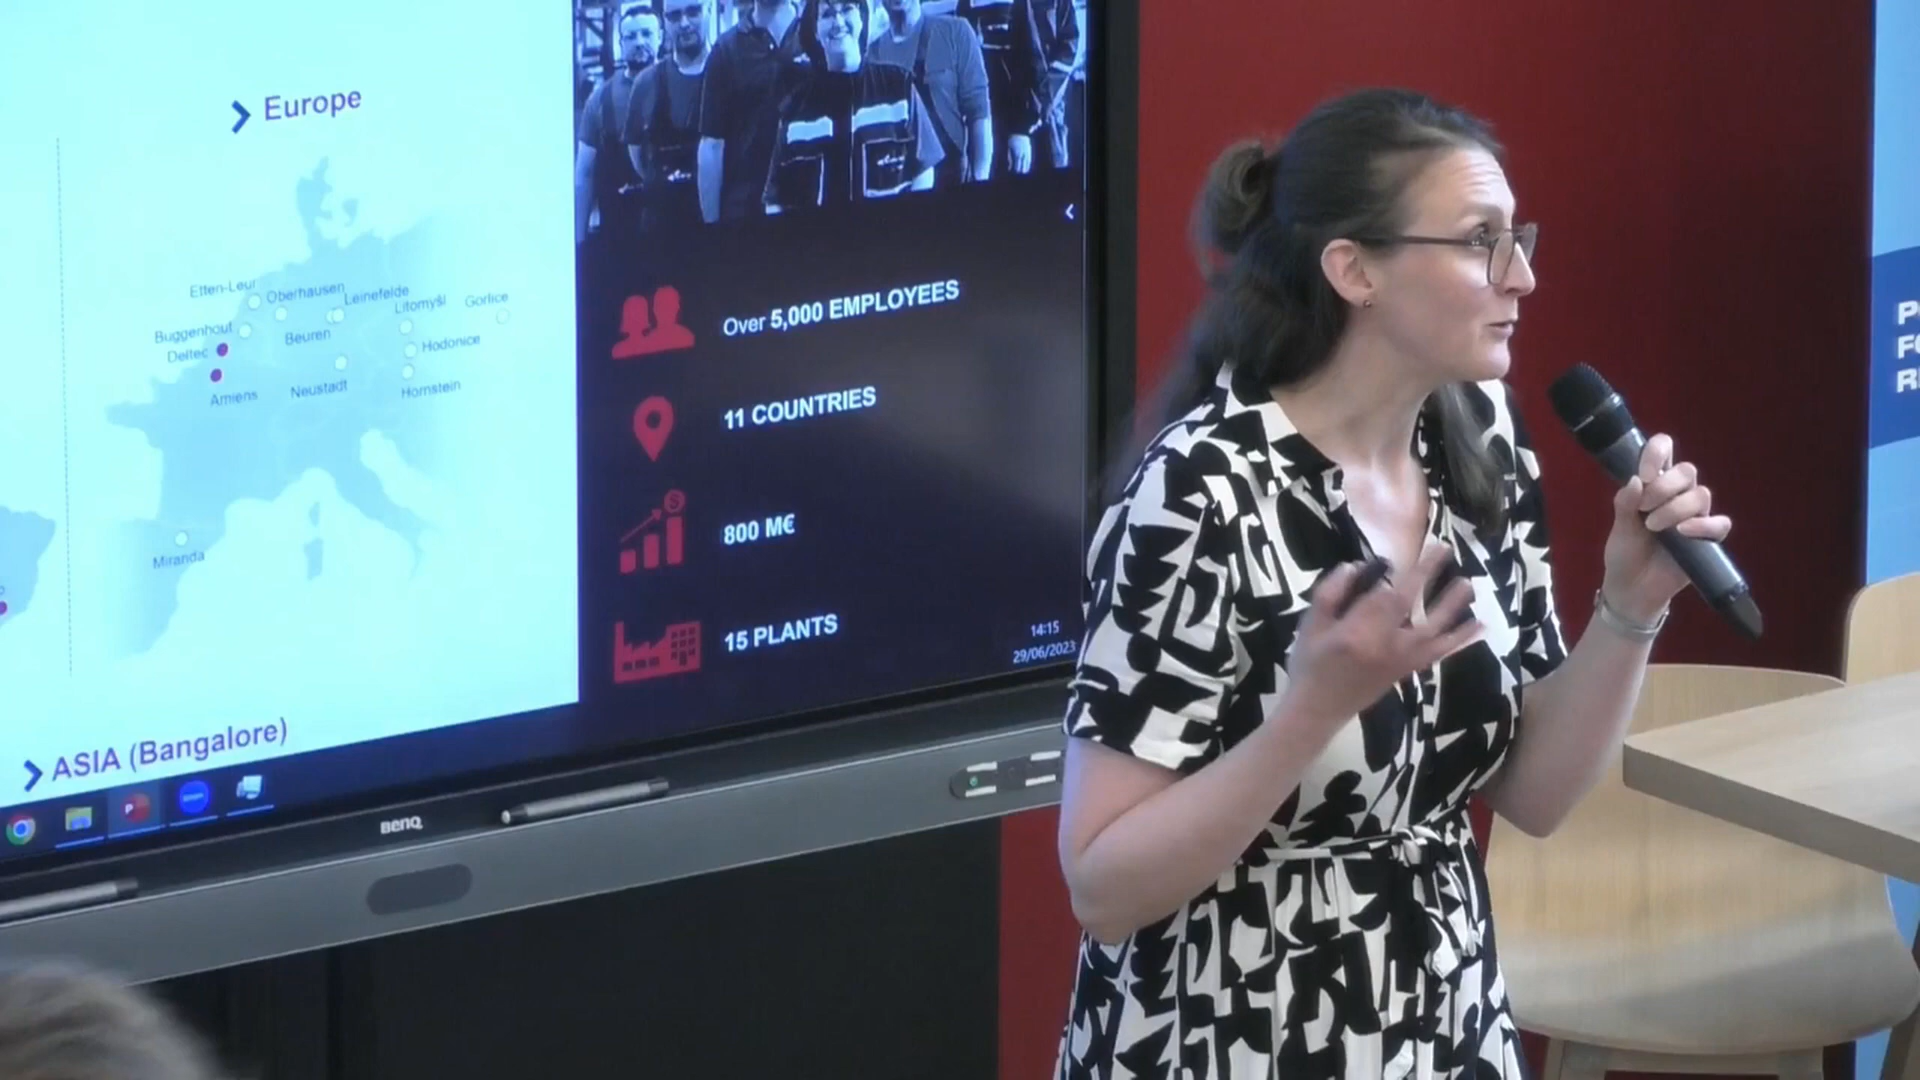 Europe
Etten-Leur
Oberhausen
Leinefelde
Litomyšl
Gorlice
Buggenhout
Deltec
Beuren
Hodonice
Amiens
Neustadt
Hornstein
Miranda
ASIA (Bangalore)
Over 5,000 EMPLOYEES
11 COUNTRIES
800 M€
15 PLANTS
14:15
29/06/2023
BenQ